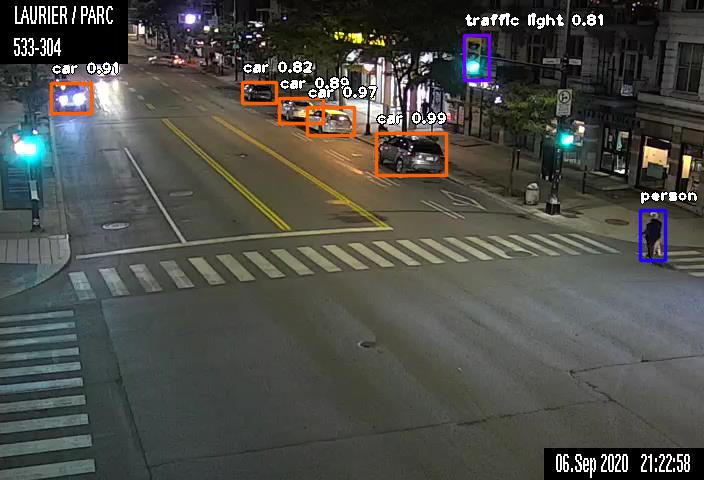 LAURIER / PARC
533-304
traffic light 0.81
car 0.91
car 0.82
car 0.89
car 0.97
car 0.99
P
person
06.Sep 2020 21:22:58